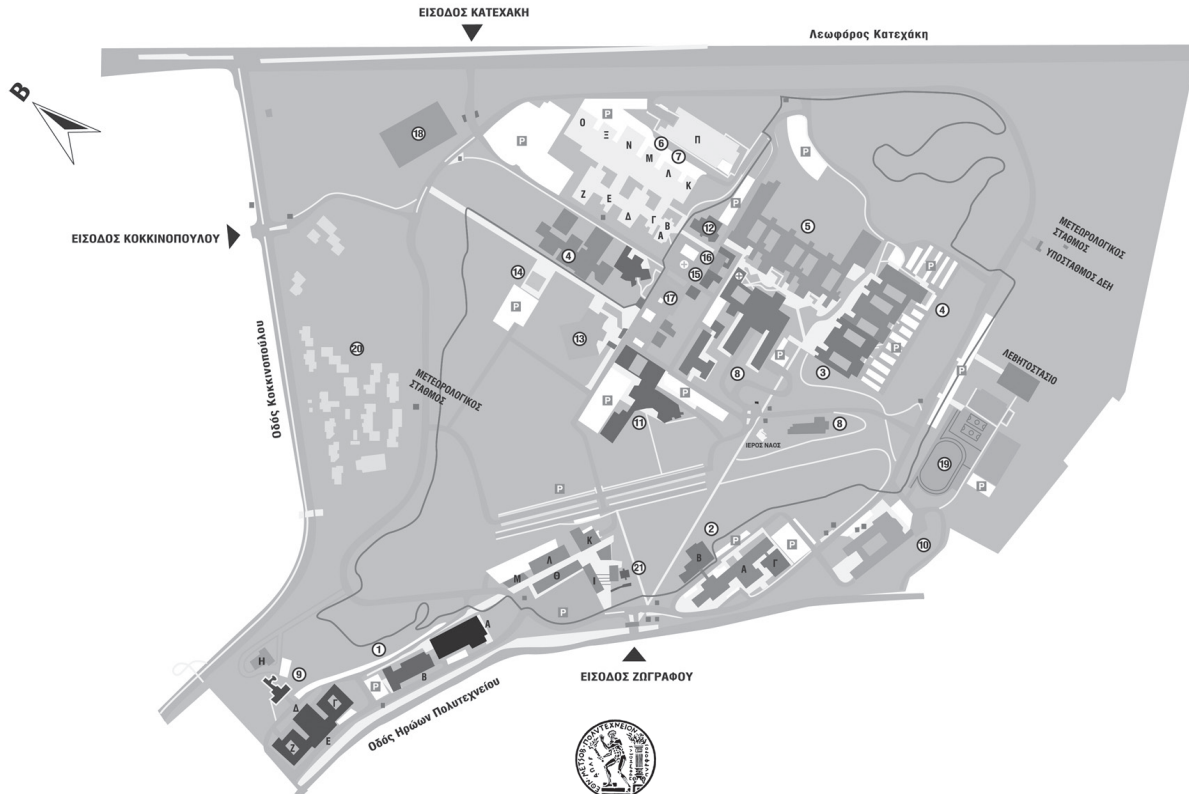 ΕΙΣΟΔΟΣ ΚΑΤΕΧΑΚΗ
Λεωφόρος Κατεχάκη
Β
18
P
Ο
Ξ
Ν
Μ
Λ
Κ
P
6
7
Π
P
Ζ
Ε
Δ
Γ
Β
Α
P
12
5
ΕΙΣΟΔΟΣ ΚΟΚΚΙΝΟΠΟΥΛΟΥ
ΜΕΤΕΩΡΟΛΟΓΙΚΟΣ
ΣΤΑΘΜΟΣ
ΥΠΟΣΤΑΘΜΟΣ ΔΕΗ
4
14
16
15
17
P
P
4
Οδός Κοκκινοπούλου
20
13
P
P
8
3
ΛΕΒΗΤΟΣΤΑΣΙΟ
P
ΜΕΤΕΩΡΟΛΟΓΙΚΟΣ
ΣΤΑΘΜΟΣ
P
P
11
8
ΙΕΡΟΣ ΝΑΟΣ
19
P
P
2
Κ
Λ
Μ
Θ
Ι
21
P
Β
P
Α
Γ
P
10
1
Α
Β
P
Η
9
Δ
Γ
Ζ
Ε
Οδός Ηρώων Πολυτεχνείου
ΕΙΣΟΔΟΣ ΖΩΓΡΑΦΟΥ